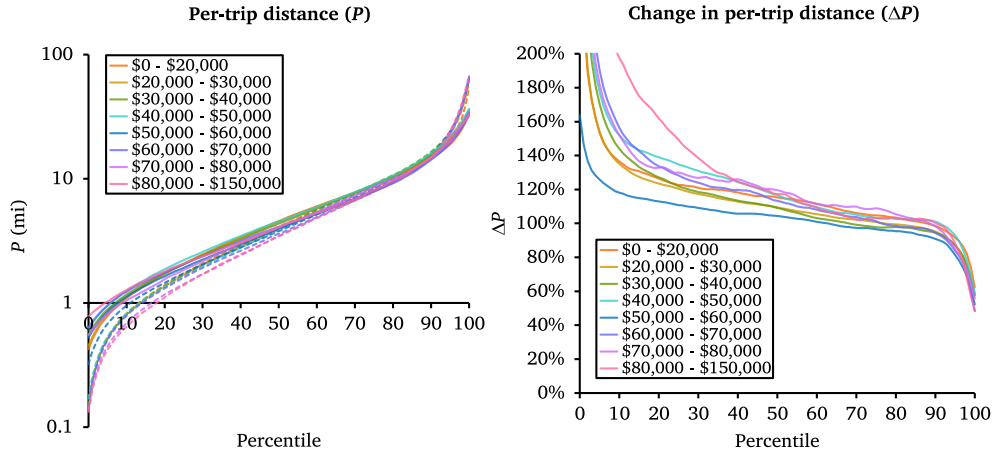 Per-trip distance (P)
100
10
1
0.1
P (mi)
$0 - $20,000
$20,000 - $30,000
$30,000 - $40,000
$40,000 - $50,000
$50,000 - $60,000
$60,000 - $70,000
$70,000 - $80,000
$80,000 - $150,000
0 10 20 30 40 50 60 70 80 90 100
Percentile
Change in per-trip distance (ΔP)
200%
180%
160%
140%
120%
100%
80%
60%
40%
20%
0%
ΔP
$0 - $20,000
$20,000 - $30,000
$30,000 - $40,000
$40,000 - $50,000
$50,000 - $60,000
$60,000 - $70,000
$70,000 - $80,000
$80,000 - $150,000
0 10 20 30 40 50 60 70 80 90 100
Percentile